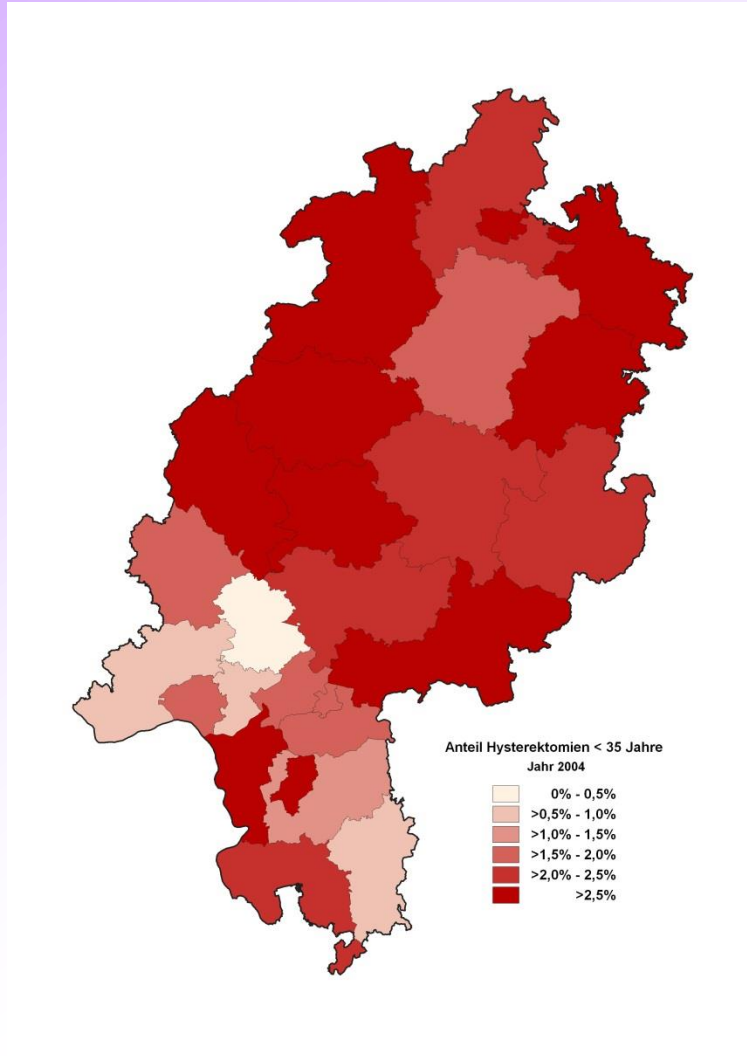 Anteil Hysterektomien < 35 Jahre
Jahr 2004
0% - 0,5%
>0,5% - 1,0%
>1,0% - 1,5%
>1,5% - 2,0%
>2,0% - 2,5%
>2,5%